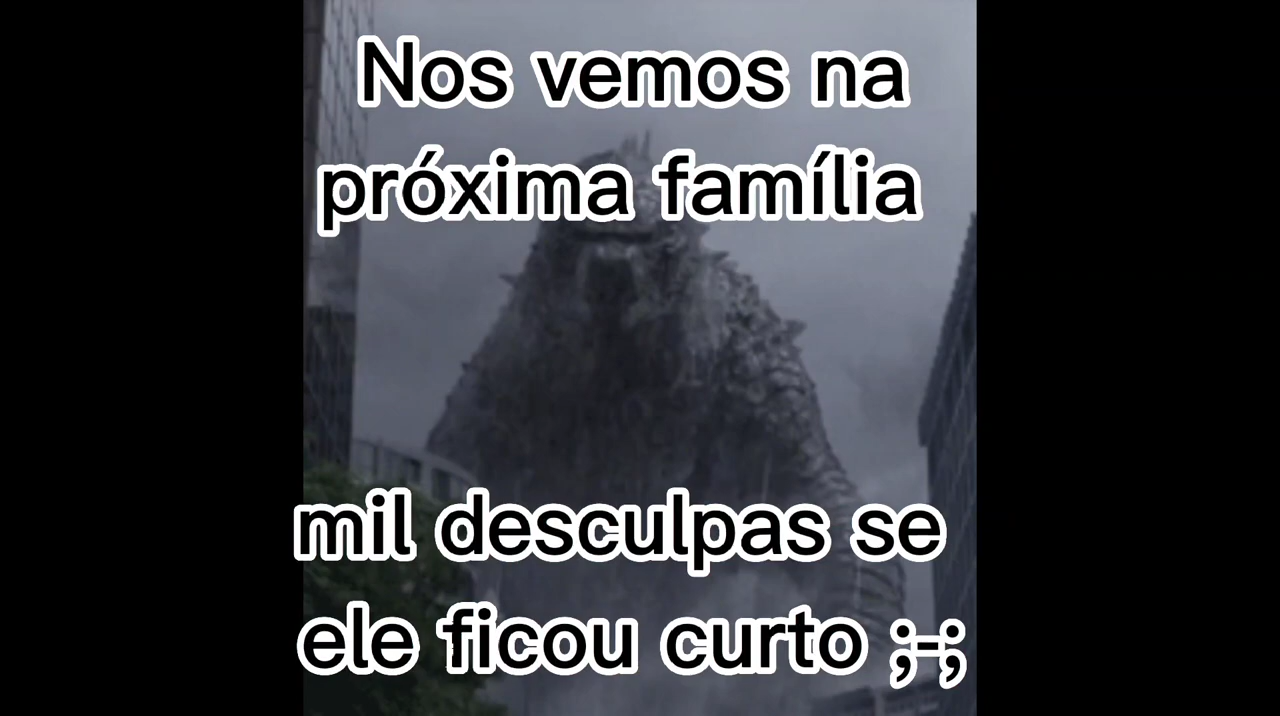 Nos vemos na
próxima família
mil desculpas se
ele ficou curto ;-;